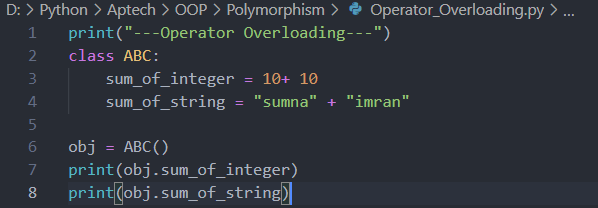 D: > Python > Aptech > OOP > Polymorphism > Operator_Overloading.py > ...
1 print("---Operator Overloading---")
2 class ABC:
3     sum_of_integer = 10+ 10
4     sum_of_string = "sumna" + "imran"
5
6 obj = ABC()
7 print(obj.sum_of_integer)
8 print(obj.sum_of_string)